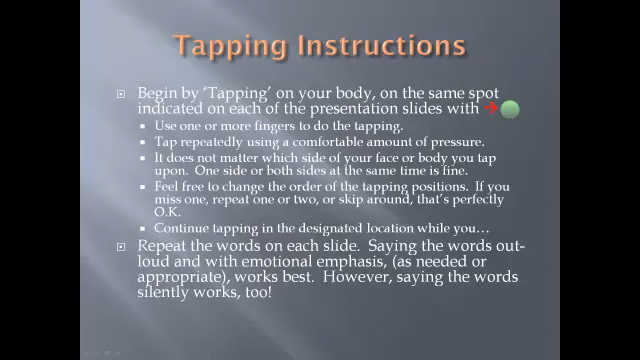 Tapping Instructions
Begin by ‘Tapping’ on your body, on the same spot
indicated on each of the presentation slides with
Use one or more fingers to do the tapping.
Tap repeatedly using a comfortable amount of pressure.
It does not matter which side of your face or body you tap
upon. One side or both sides at the same time is fine.
Feel free to change the order of the tapping positions. If you
miss one, repeat one or two, or skip around, that’s perfectly
O.K.
Continue tapping in the designated location while you…
Repeat the words on each slide. Saying the words out-
loud and with emotional emphasis, (as needed or
appropriate), works best. However, saying the words
silently works, too!